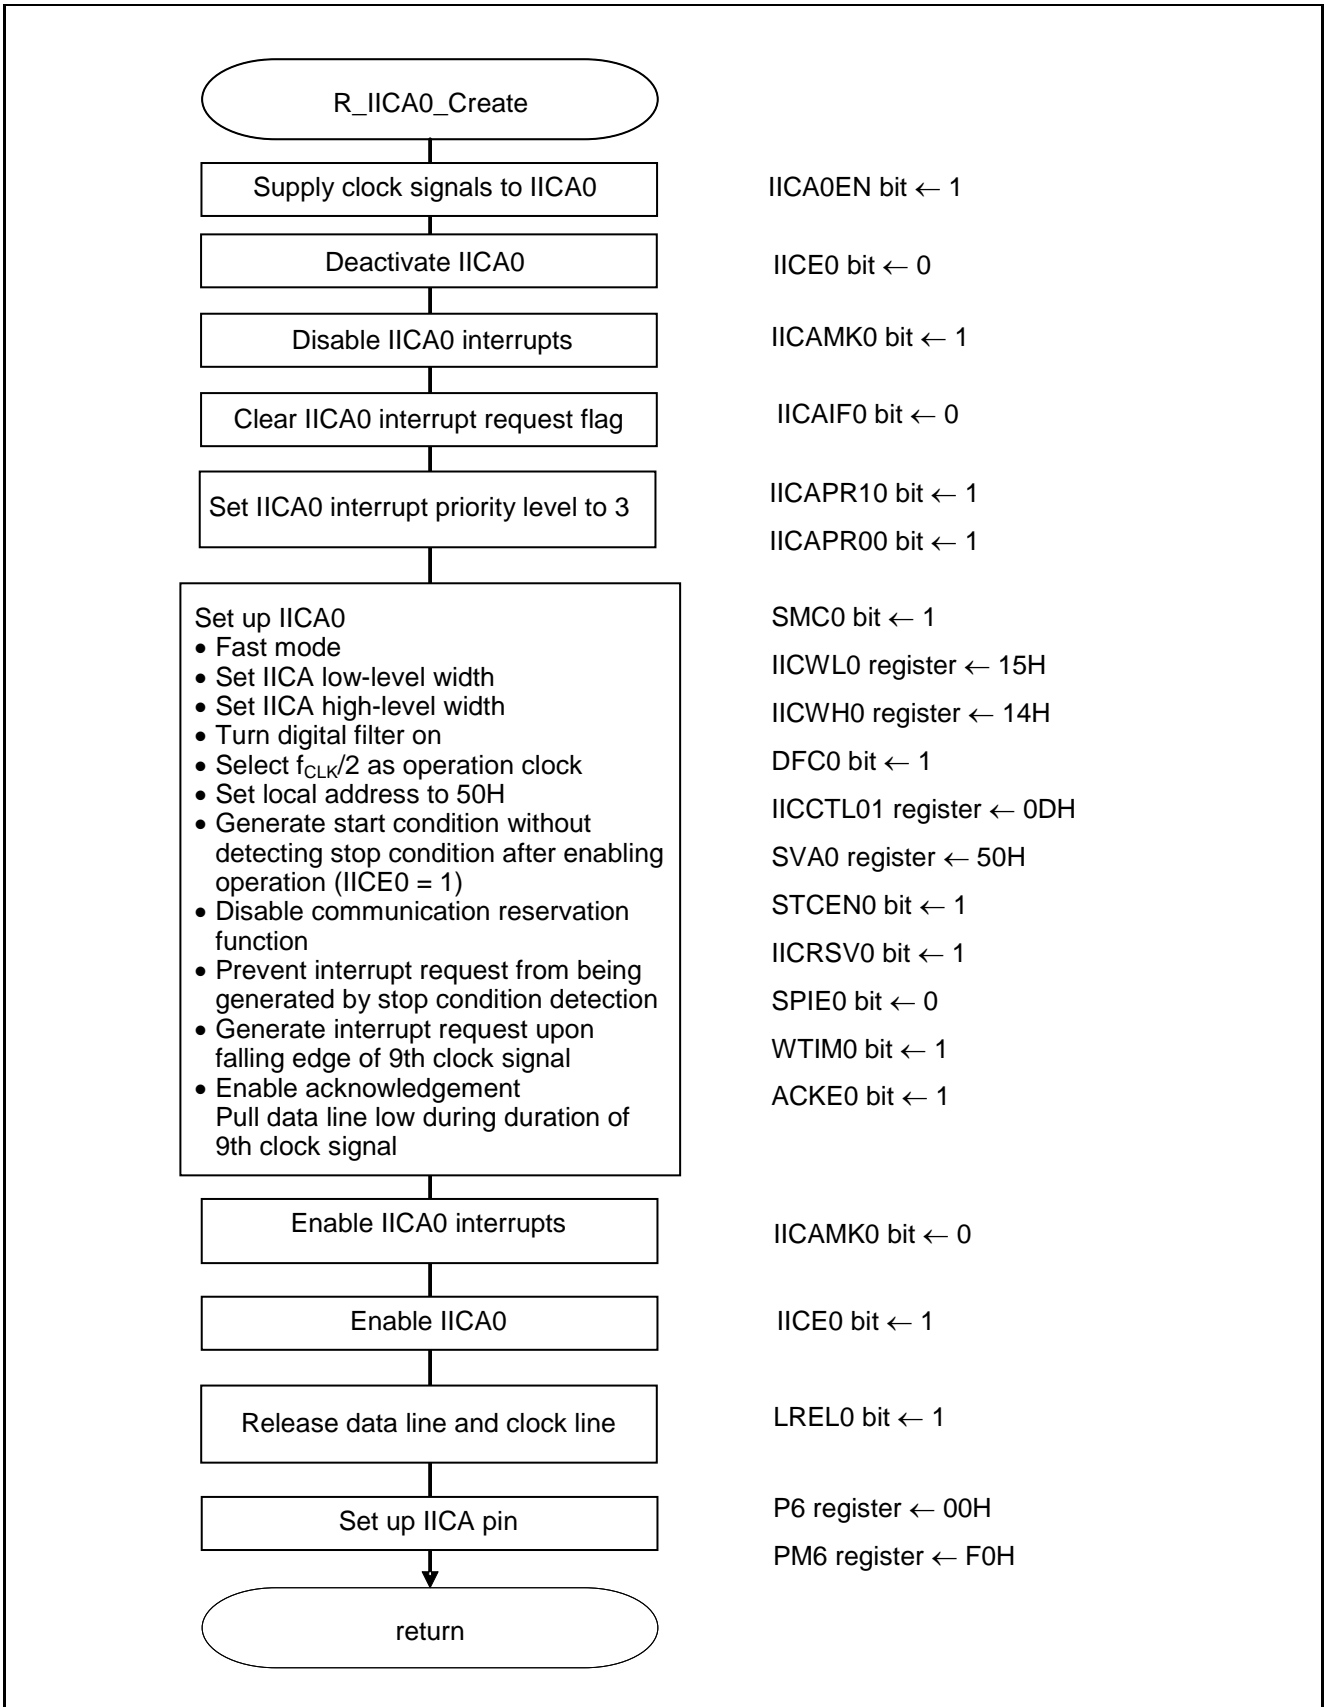 R_IICA0_Create
Supply clock signals to IICA0
IICA0EN bit ← 1
Deactivate IICA0
IICE0 bit ← 0
Disable IICA0 interrupts
IICAMK0 bit ← 1
Clear IICA0 interrupt request flag
IICAIF0 bit ← 0
Set IICA0 interrupt priority level to 3
IICAPR10 bit ← 1
IICAPR00 bit ← 1
Set up IICA0
• Fast mode
• Set IICA low-level width
• Set IICA high-level width
• Turn digital filter on
• Select fCLK/2 as operation clock
• Set local address to 50H
• Generate start condition without
detecting stop condition after enabling
operation (IICE0 = 1)
• Disable communication reservation
function
• Prevent interrupt request from being
generated by stop condition detection
• Generate interrupt request upon
falling edge of 9th clock signal
• Enable acknowledgement
Pull data line low during duration of
9th clock signal
SMC0 bit ← 1
IICWL0 register ← 15H
IICWH0 register ← 14H
DFC0 bit ← 1
IICCTL01 register ← 0DH
SVA0 register ← 50H
STCEN0 bit ← 1
IICRSV0 bit ← 1
SPIE0 bit ← 0
WTIM0 bit ← 1
ACKE0 bit ← 1
Enable IICA0 interrupts
IICAMK0 bit ← 0
Enable IICA0
IICE0 bit ← 1
Release data line and clock line
LREL0 bit ← 1
Set up IICA pin
P6 register ← 00H
PM6 register ← F0H
return